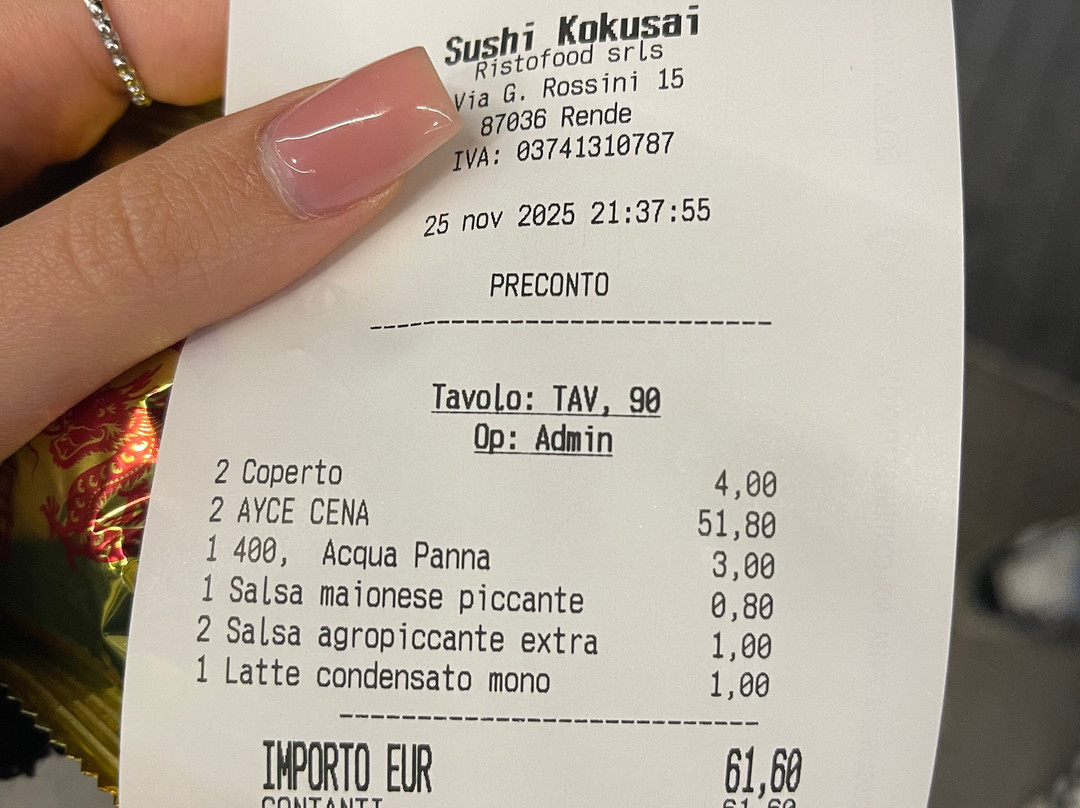 Sushi Kokusai
Ristofood srls
Via G. Rossini 15
87036 Rende
IVA: 03741310787
25 nov 2025 21:37:55
PRECONTO
Tavolo: TAV, 90
Op: Admin
2 Coperto 4,00
2 AYCE CENA 51,80
1 400, Acqua Panna 3,00
1 Salsa maionese piccante 0,80
2 Salsa agropiccante extra 1,00
1 Latte condensato mono 1,00
IMPORTO EUR 61,60
CONTANTI 61,60